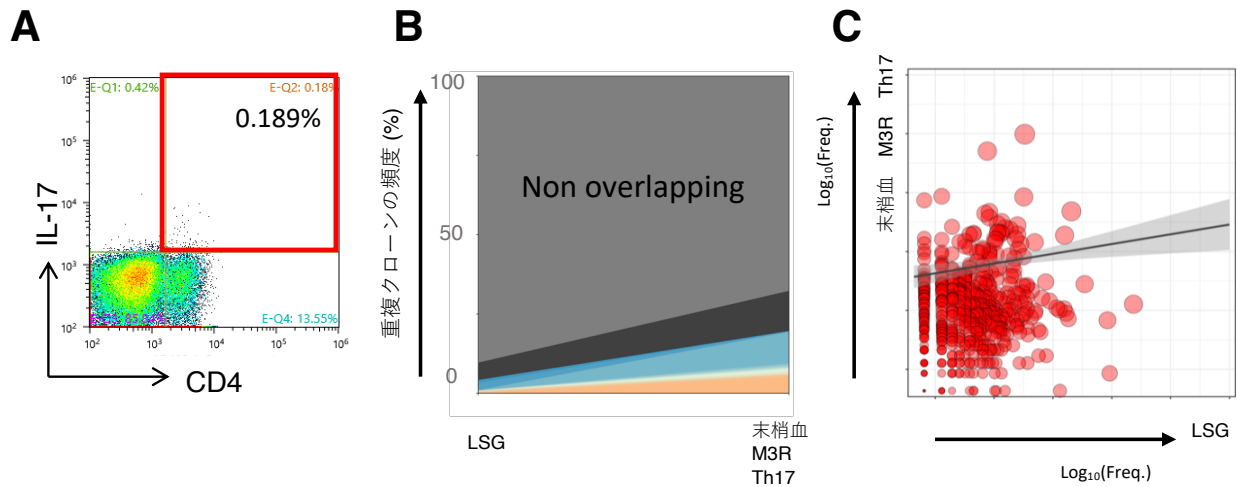 A
B
C
E-Q1: 0.42%
E-Q2: 0.18%
0.189%
E-Q4: 13.55%
IL-17
CD4
10⁶
10⁵
10⁴
10³
10²
10²
10³
10⁴
10⁵
10⁶
重複クローンの頻度 (%)
100
50
0
Non overlapping
LSG
末梢血
M3R
Th17
末梢血 M3R Th17
Log₁₀(Freq.)
LSG
Log₁₀(Freq.)